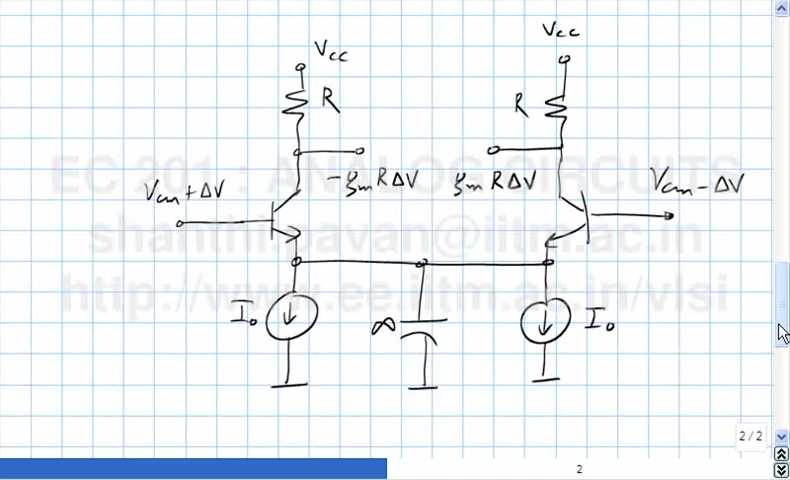 Vcc
Vcc
R
R
EC 201 : ANALOG CIRCUITS
Vcm + ΔV
-gmRΔV
gmRΔV
Vcm - ΔV
shanthi.pavan@iitm.ac.in
http://www.ee.iitm.ac.in/vlsi
I₀
∞
I₀
2 / 2
2